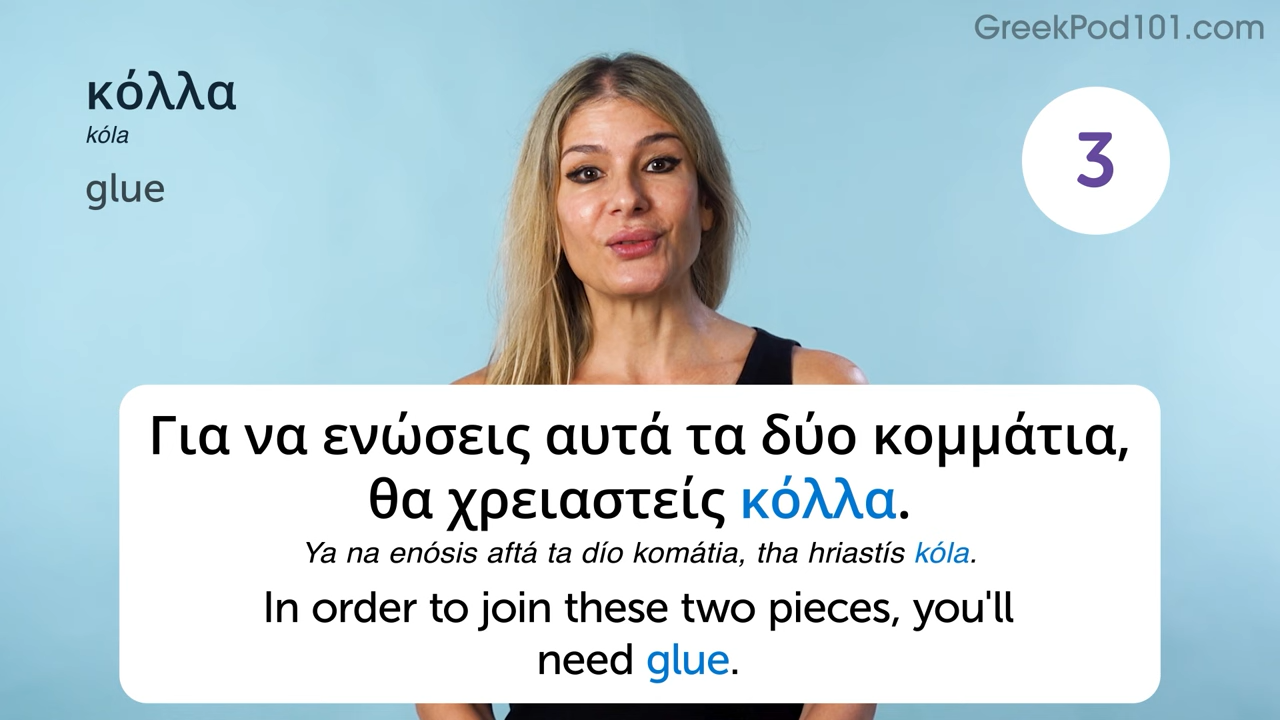 GreekPod101.com
κόλλα
kóla
glue
3
Για να ενώσεις αυτά τα δύο κομμάτια,
θα χρειαστείς κόλλα.
Ya na enósis aftá ta dío komátia, tha hriastís kóla.
In order to join these two pieces, you'll
need glue.